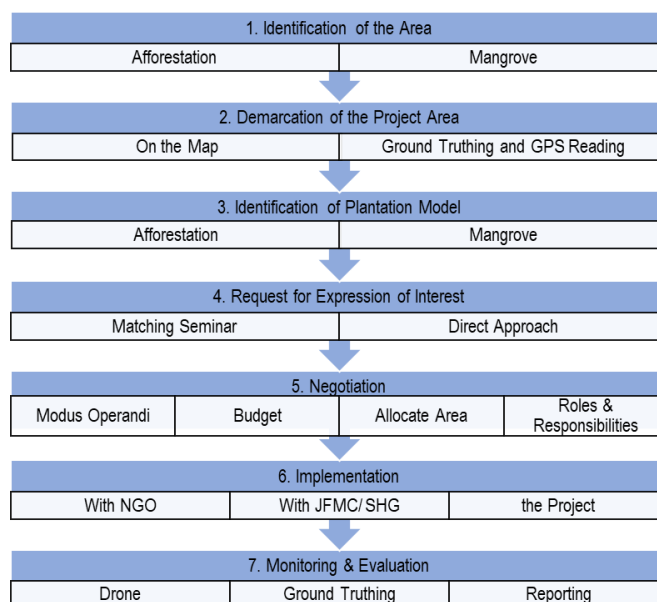 1. Identification of the Area
Afforestation
Mangrove
2. Demarcation of the Project Area
On the Map
Ground Truthing and GPS Reading
3. Identification of Plantation Model
Afforestation
Mangrove
4. Request for Expression of Interest
Matching Seminar
Direct Approach
5. Negotiation
Modus Operandi
Budget
Allocate Area
Roles &
Responsibilities
6. Implementation
With NGO
With JFMC/ SHG
the Project
7. Monitoring & Evaluation
Drone
Ground Truthing
Reporting